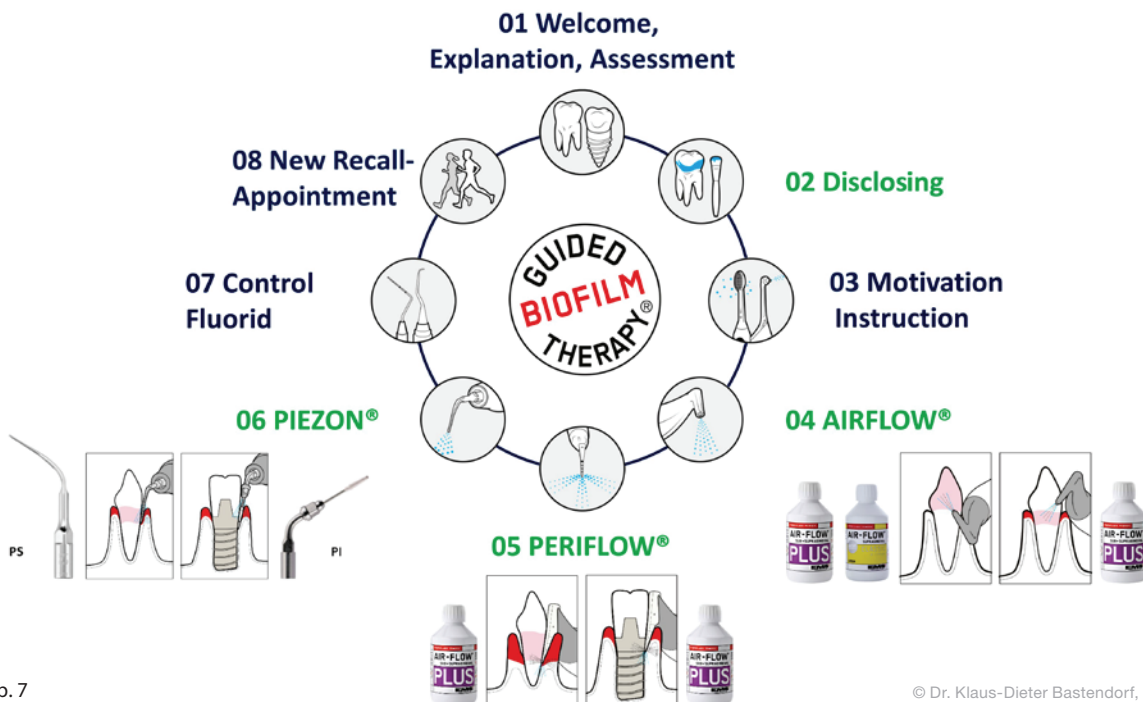 01 Welcome,
Explanation, Assessment
08 New Recall-
Appointment
02 Disclosing
GUIDED
BIOFILM
THERAPY®
07 Control
Fluorid
03 Motivation
Instruction
06 PIEZON®
04 AIRFLOW®
PS
PI
05 PERIFLOW®
AIR-FLOW
PLUS
AIR-FLOW
AIR-FLOW
PLUS
AIR-FLOW
PLUS
EMS
AIR-FLOW
PLUS
EMS
p. 7
© Dr. Klaus-Dieter Bastendorf,